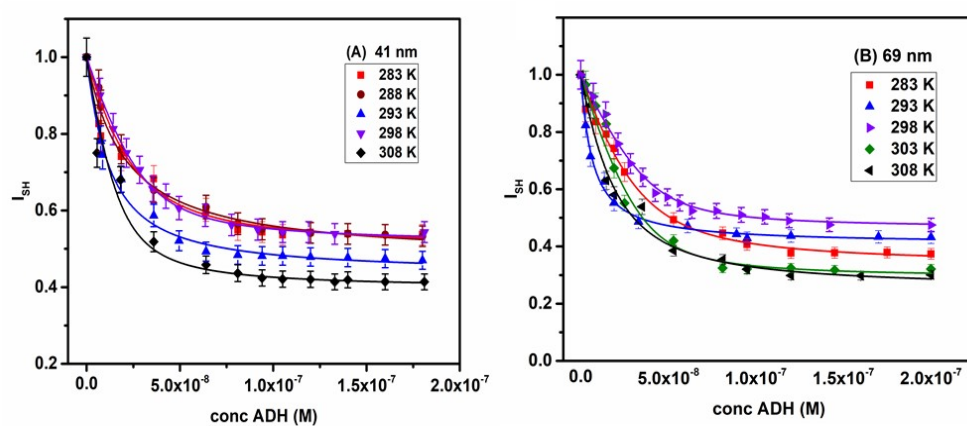 (A) 41 nm
283 K
288 K
293 K
298 K
308 K
I_SH
1.0
0.8
0.6
0.4
0.2
0.0
5.0x10⁻⁸
1.0x10⁻⁷
1.5x10⁻⁷
2.0x10⁻⁷
conc ADH (M)
(B) 69 nm
283 K
293 K
298 K
303 K
308 K
I_SH
1.0
0.8
0.6
0.4
0.2
0.0
0.0
5.0x10⁻⁸
1.0x10⁻⁷
1.5x10⁻⁷
2.0x10⁻⁷
conc ADH (M)